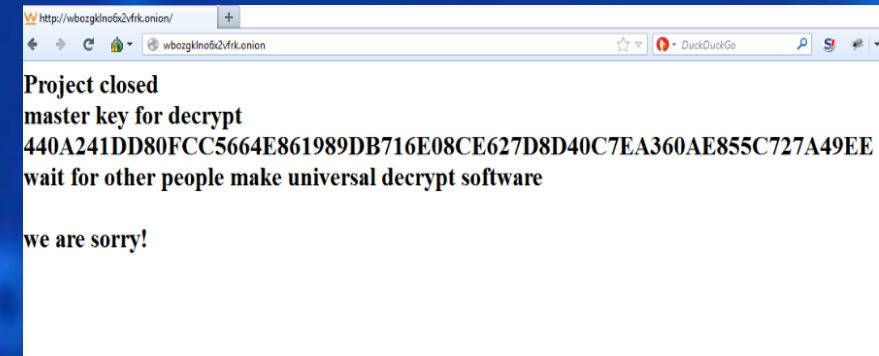 http://wbozgklno6x2vfrk.onion/
wbozgklno6x2vfrk.onion
DuckDuckGo
Project closed
master key for decrypt
440A241DD80FCC5664E861989DB716E08CE627D8D40C7EA360AE855C727A49EE
wait for other people make universal decrypt software
we are sorry!